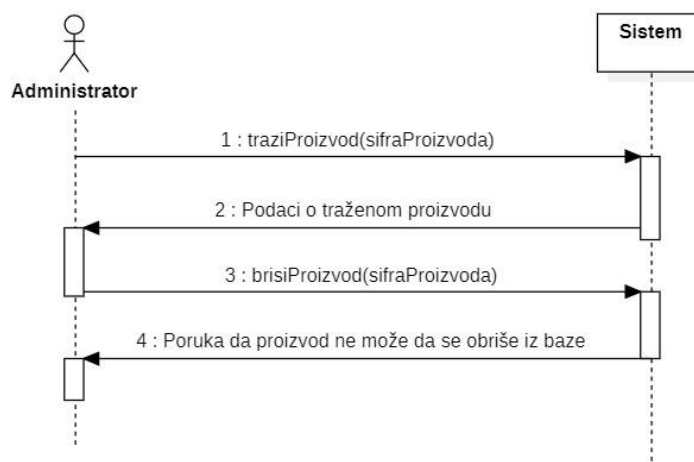 Sistem
Administrator
1 : traziProizvod(sifraProizvoda)
2 : Podaci o traženom proizvodu
3 : brisiProizvod(sifraProizvoda)
4 : Poruka da proizvod ne može da se obriše iz baze